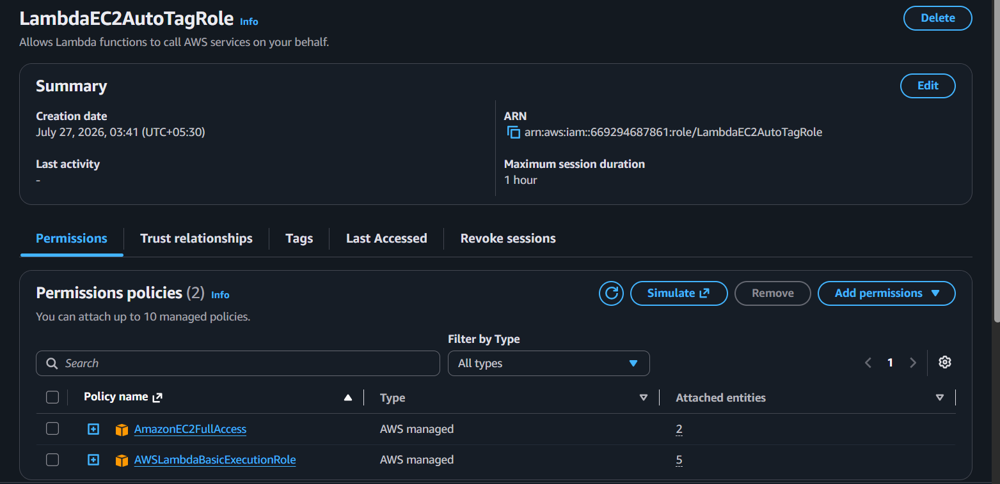 LambdaEC2AutoTagRole Info
Delete
Allows Lambda functions to call AWS services on your behalf.
Summary
Edit
Creation date
July 27, 2026, 03:41 (UTC+05:30)
ARN
arn:aws:iam::669294687861:role/LambdaEC2AutoTagRole
Last activity
-
Maximum session duration
1 hour
Permissions
Trust relationships
Tags
Last Accessed
Revoke sessions
Permissions policies (2) Info
Simulate
Remove
Add permissions
You can attach up to 10 managed policies.
Filter by Type
Search
All types
1
Policy name
Type
Attached entities
AmazonEC2FullAccess
AWS managed
2
AWSLambdaBasicExecutionRole
AWS managed
5